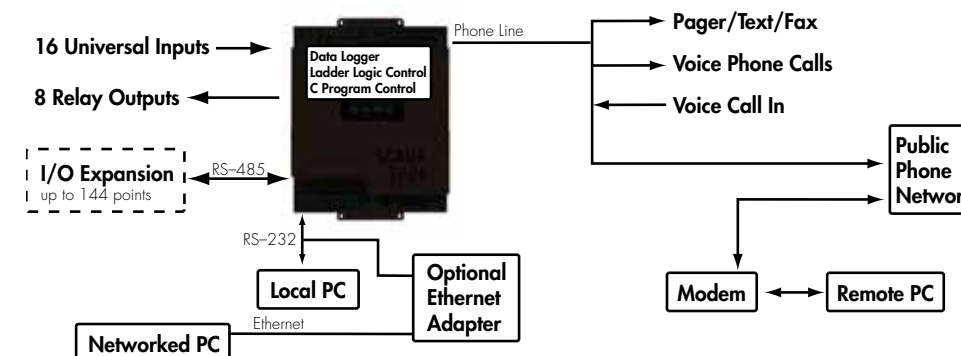 Phone Line
Pager/Text/Fax
16 Universal Inputs
Data Logger
Ladder Logic Control
C Program Control
Voice Phone Calls
8 Relay Outputs
Voice Call In
I/O Expansion
up to 144 points
RS–485
Public
Phone
Networ
RS–232
Local PC
Optional
Ethernet
Adapter
Modem
Remote PC
Ethernet
Networked PC